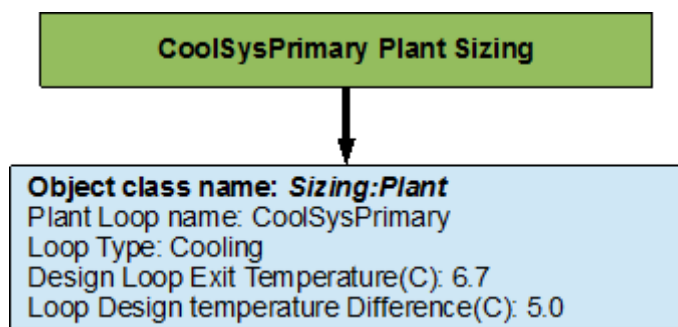 CoolSysPrimary Plant Sizing
Object class name: Sizing:Plant
Plant Loop name: CoolSysPrimary
Loop Type: Cooling
Design Loop Exit Temperature(C): 6.7
Loop Design temperature Difference(C): 5.0